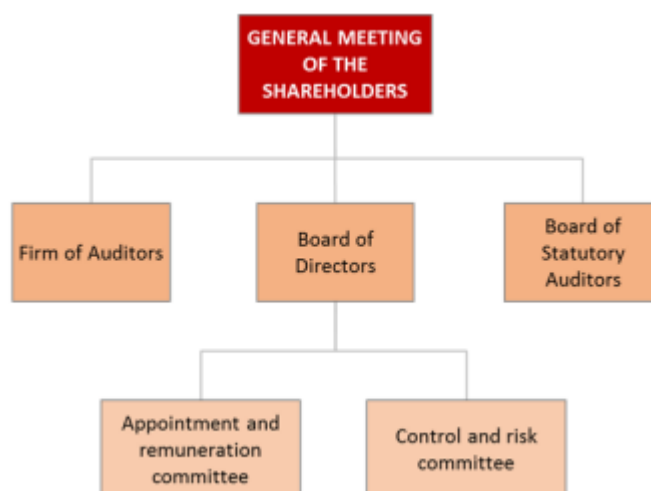 GENERAL MEETING
OF THE
SHAREHOLDERS
Firm of Auditors
Board of
Directors
Board of
Statutory
Auditors
Appointment and
remuneration
committee
Control and risk
committee